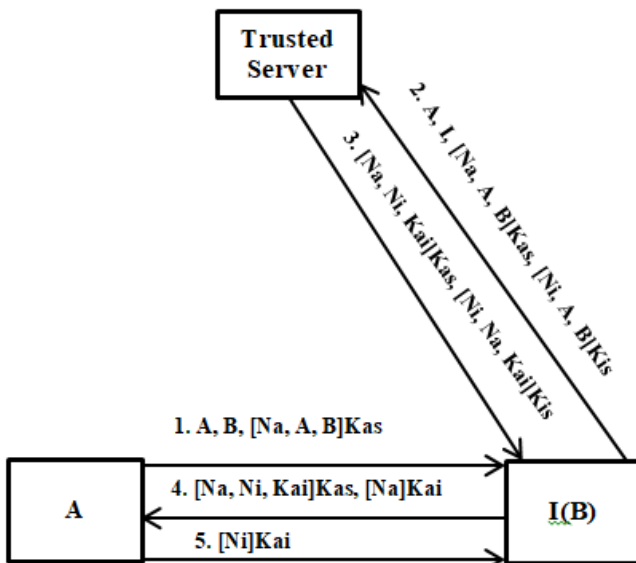 Trusted
Server
2. A, I, [Na, A, B]Kas, [Ni, A, B]Kis
3. [Na, Ni, Kai]Kas, [Ni, Na, Kai]Kis
1. A, B, [Na, A, B]Kas
A
4. [Na, Ni, Kai]Kas, [Na]Kai
I(B)
5. [Ni]Kai